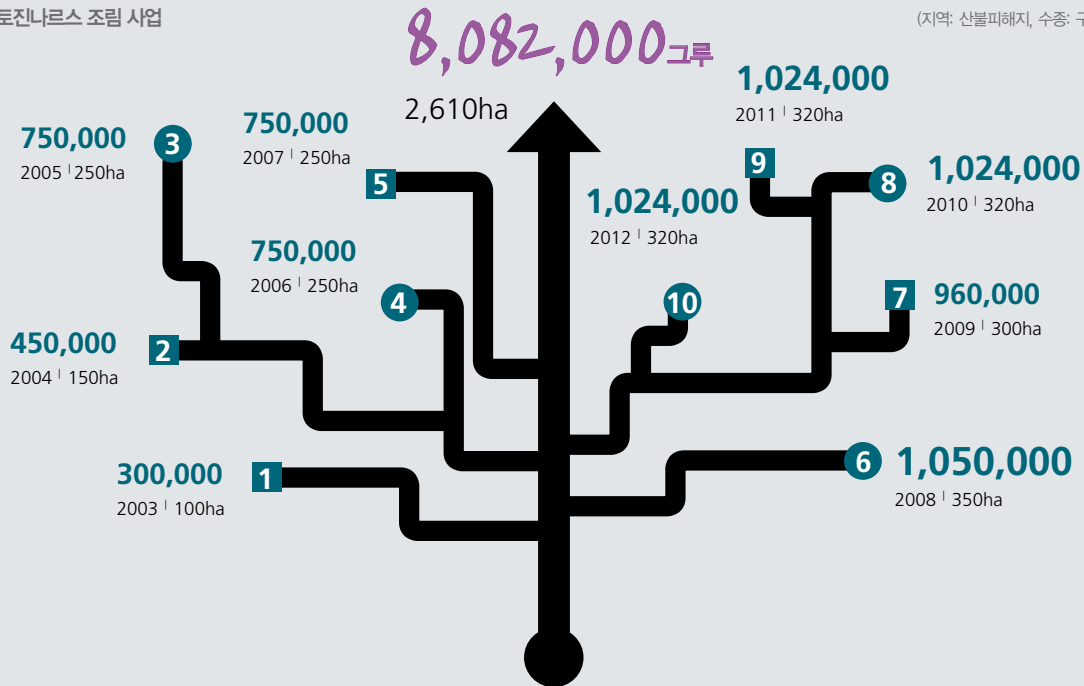 토진나르스 조림 사업
(지역: 산불피해지, 수종: 구
8,082,000그루
2,610ha
750,000
2005 | 250ha
3
750,000
2007 | 250ha
5
1,024,000
2011 | 320ha
9
1,024,000
2010 | 320ha
8
1,024,000
2012 | 320ha
10
750,000
2006 | 250ha
4
960,000
2009 | 300ha
7
450,000
2004 | 150ha
2
300,000
2003 | 100ha
1
1,050,000
2008 | 350ha
6